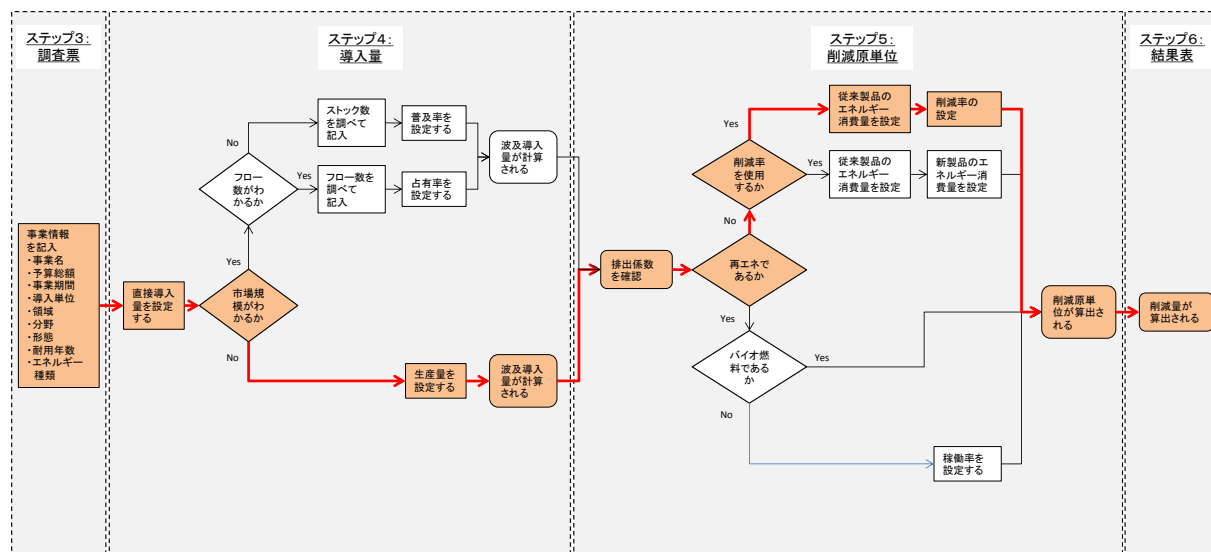 ステップ3:
調査票
事業情報
を記入
・事業名
・予算総額
・事業期間
・導入単位
・領域
・分野
・形態
・耐用年数
・エネルギー
種類
ステップ4:
導入量
直接導入
量を設定
する
市場規
模がわ
かるか
Yes
No
フロー
数がわ
かるか
No
Yes
ストック数
を調べて
記入
普及率を
設定する
フロー数を
調べて
記入
占有率を
設定する
波及導入
量が計算
される
生産量を
設定する
波及導入
量が計算
される
ステップ5:
削減原単位
排出係数
を確認
再エネで
あるか
No
Yes
削減率
を使用
するか
Yes
Yes
従来製品の
エネルギー
消費量を設定
削減率の
設定
従来製品の
エネルギー
消費量を設定
新製品のエ
ネルギー消
費量を設定
バイオ燃
料である
か
Yes
No
稼働率を
設定する
削減原単
位が算出さ
れる
ステップ6:
結果表
削減量が
算出される